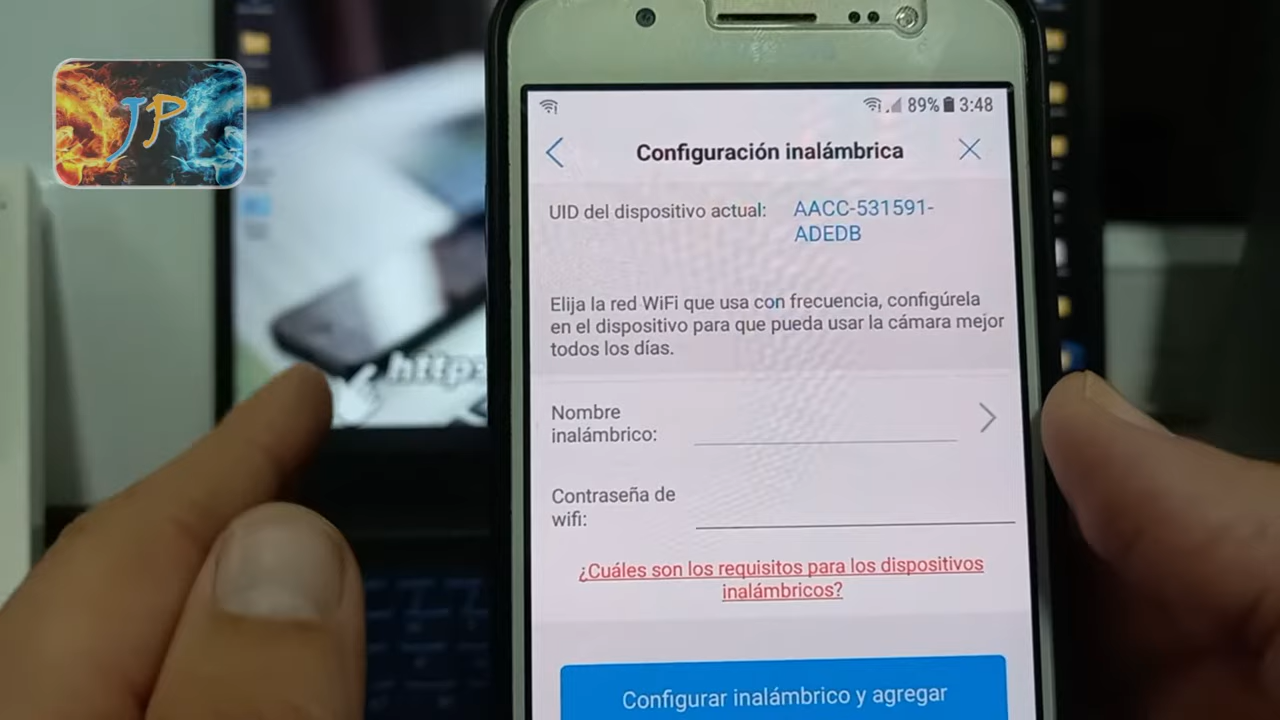 JP
89% 3:48
Configuración inalámbrica
UID del dispositivo actual: AACC-531591-
ADEDB
Elija la red WiFi que usa con frecuencia, configúrela
en el dispositivo para que pueda usar la cámara mejor
todos los días.
http:
Nombre
inalámbrico:
Contraseña de
wifi:
¿Cuáles son los requisitos para los dispositivos
inalámbricos?
Configurar inalámbrico y agregar